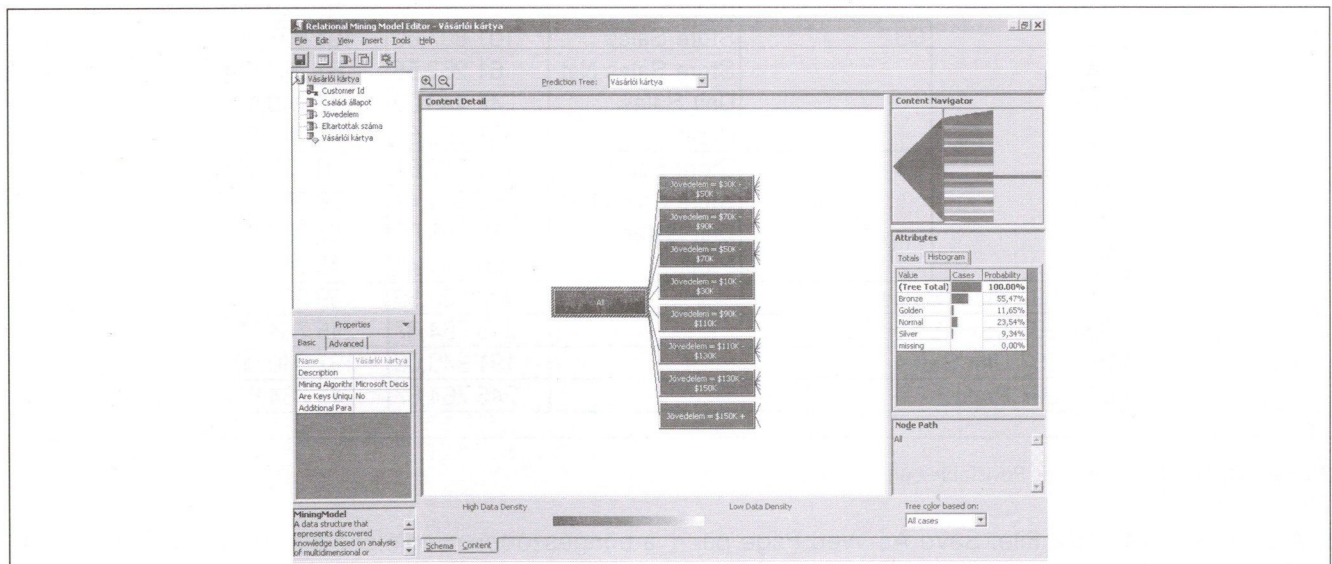 Relational Mining Model Editor - Vásárlói kártya
File Edit View Insert Tools Help
Vásárlói kártya
Customer Id
Családi állapot
Jövedelem
Eltartottak száma
Vásárlói kártya
Prediction Tree: Vásárlói kártya
Content Detail
All
Jövedelem = $30K -
$50K
Jövedelem = $70K -
$90K
Jövedelem = $50K -
$70K
Jövedelem = $10K -
$30K
Jövedelem = $90K -
$110K
Jövedelem = $110K -
$130K
Jövedelem = $130K -
$150K
Jövedelem = $150K +
Content Navigator
Attributes
Totals Histogram
Value Cases Probability
(Tree Total) 100.00%
Bronze 55,47%
Golden 11,65%
Normal 23,54%
Silver 9,34%
missing 0,00%
Node Path
All
Properties
Basic Advanced
Name Vásárlói kártya
Description
Mining Algorithr Microsoft Decis
Are Keys Uniqu No
Additional Para
MiningModel
A data structure that
represents discovered
knowledge based on analysis
of multidimensional or
High Data Density Low Data Density
Tree color based on:
All cases
Schema Content